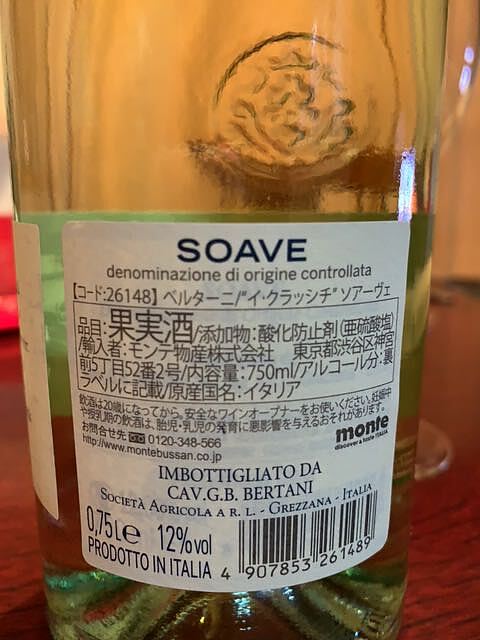 SOAVE
denominazione di origine controllata
【コード:26148】ベルターニ/"イ・クラッシチ" ソアーヴェ
品目:果実酒/添加物:酸化防止剤(亜硫酸塩)
/輸入者:モンテ物産株式会社 東京都渋谷区神宮
前5丁目52番2号/内容量:750ml/アルコール分:裏
ラベルに記載/原産国名:イタリア
飲酒は20歳になってから。安全なワインオープナーをお使いください。妊娠中
や授乳期の飲酒は、胎児・乳児の発育に悪影響を与えるおそれがあります。
お問合せ先 0120-348-566
http://www.montebussan.co.jp
monte
discover & taste ITALIA
IMBOTTIGLIATO DA
CAV.G.B. BERTANI
SOCIETÀ AGRICOLA A R. L. - GREZZANA - ITALIA
0,75L e 12%vol
PRODOTTO IN ITALIA
4 907853 261489